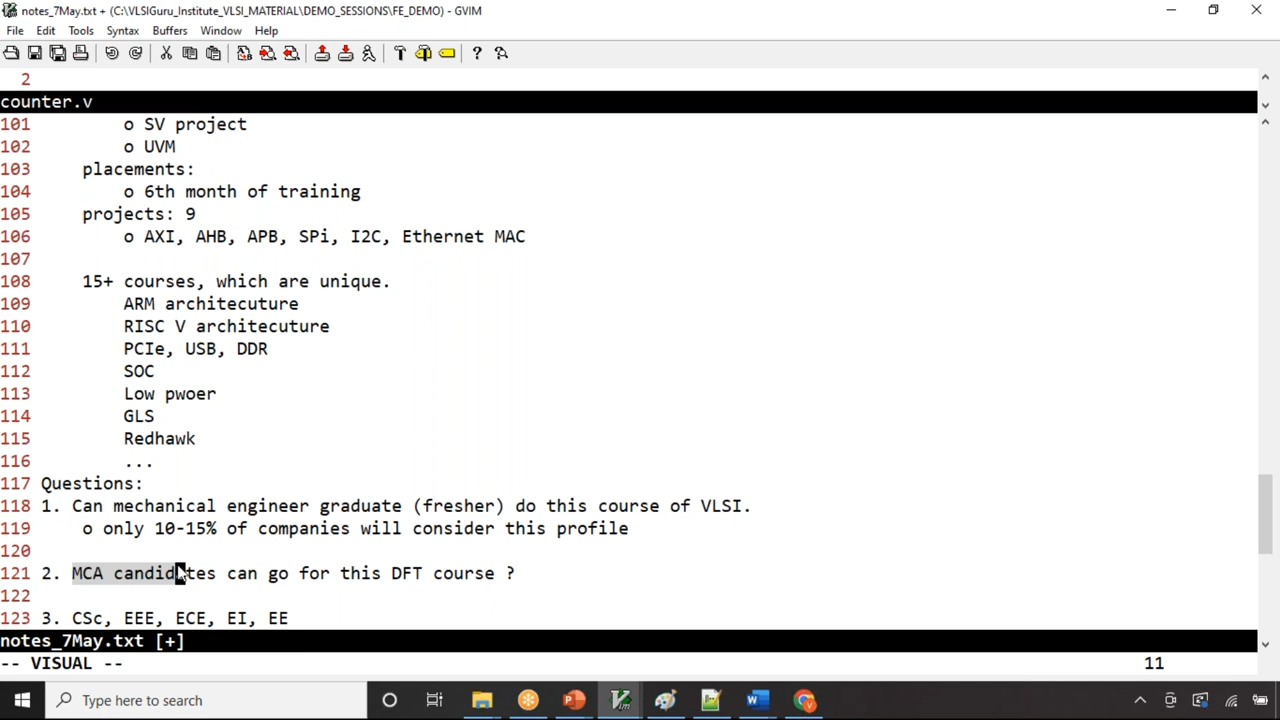 notes_7May.txt + (C:\VLSIGuru_Institute_VLSI_MATERIAL\DEMO_SESSIONS\FE_DEMO) - GVIM
File Edit Tools Syntax Buffers Window Help
2
counter.v
101 o SV project
102 o UVM
103 placements:
104 o 6th month of training
105 projects: 9
106 o AXI, AHB, APB, SPi, I2C, Ethernet MAC
107
108 15+ courses, which are unique.
109 ARM architecuture
110 RISC V architecuture
111 PCIe, USB, DDR
112 SOC
113 Low pwoer
114 GLS
115 Redhawk
116 ...
117 Questions:
118 1. Can mechanical engineer graduate (fresher) do this course of VLSI.
119 o only 10-15% of companies will consider this profile
120
121 2. MCA candidates can go for this DFT course ?
122
123 3. CSc, EEE, ECE, EI, EE
notes_7May.txt [+]
-- VISUAL -- 11
Type here to search